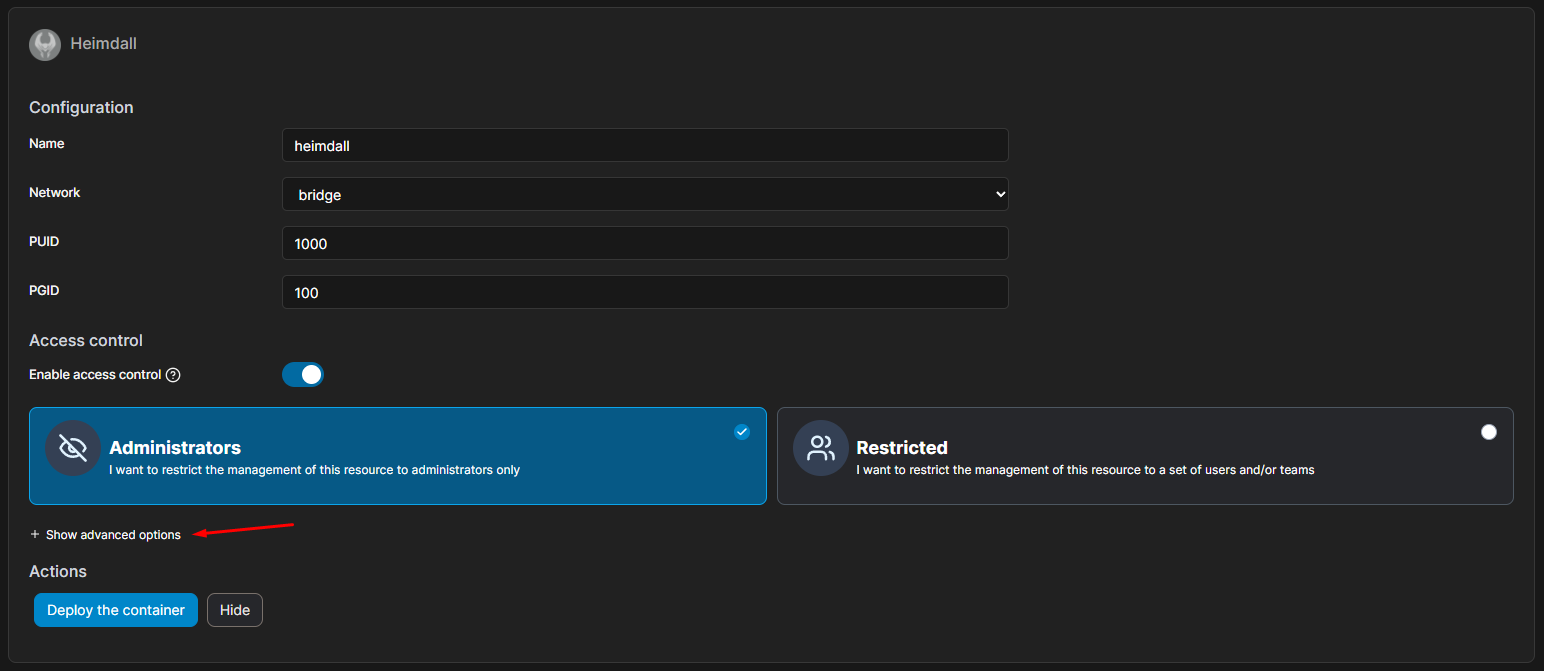 Heimdall
Configuration
Name
heimdall
Network
bridge
PUID
1000
PGID
100
Access control
Enable access control
Administrators
I want to restrict the management of this resource to administrators only
Restricted
I want to restrict the management of this resource to a set of users and/or teams
+ Show advanced options
Actions
Deploy the container Hide